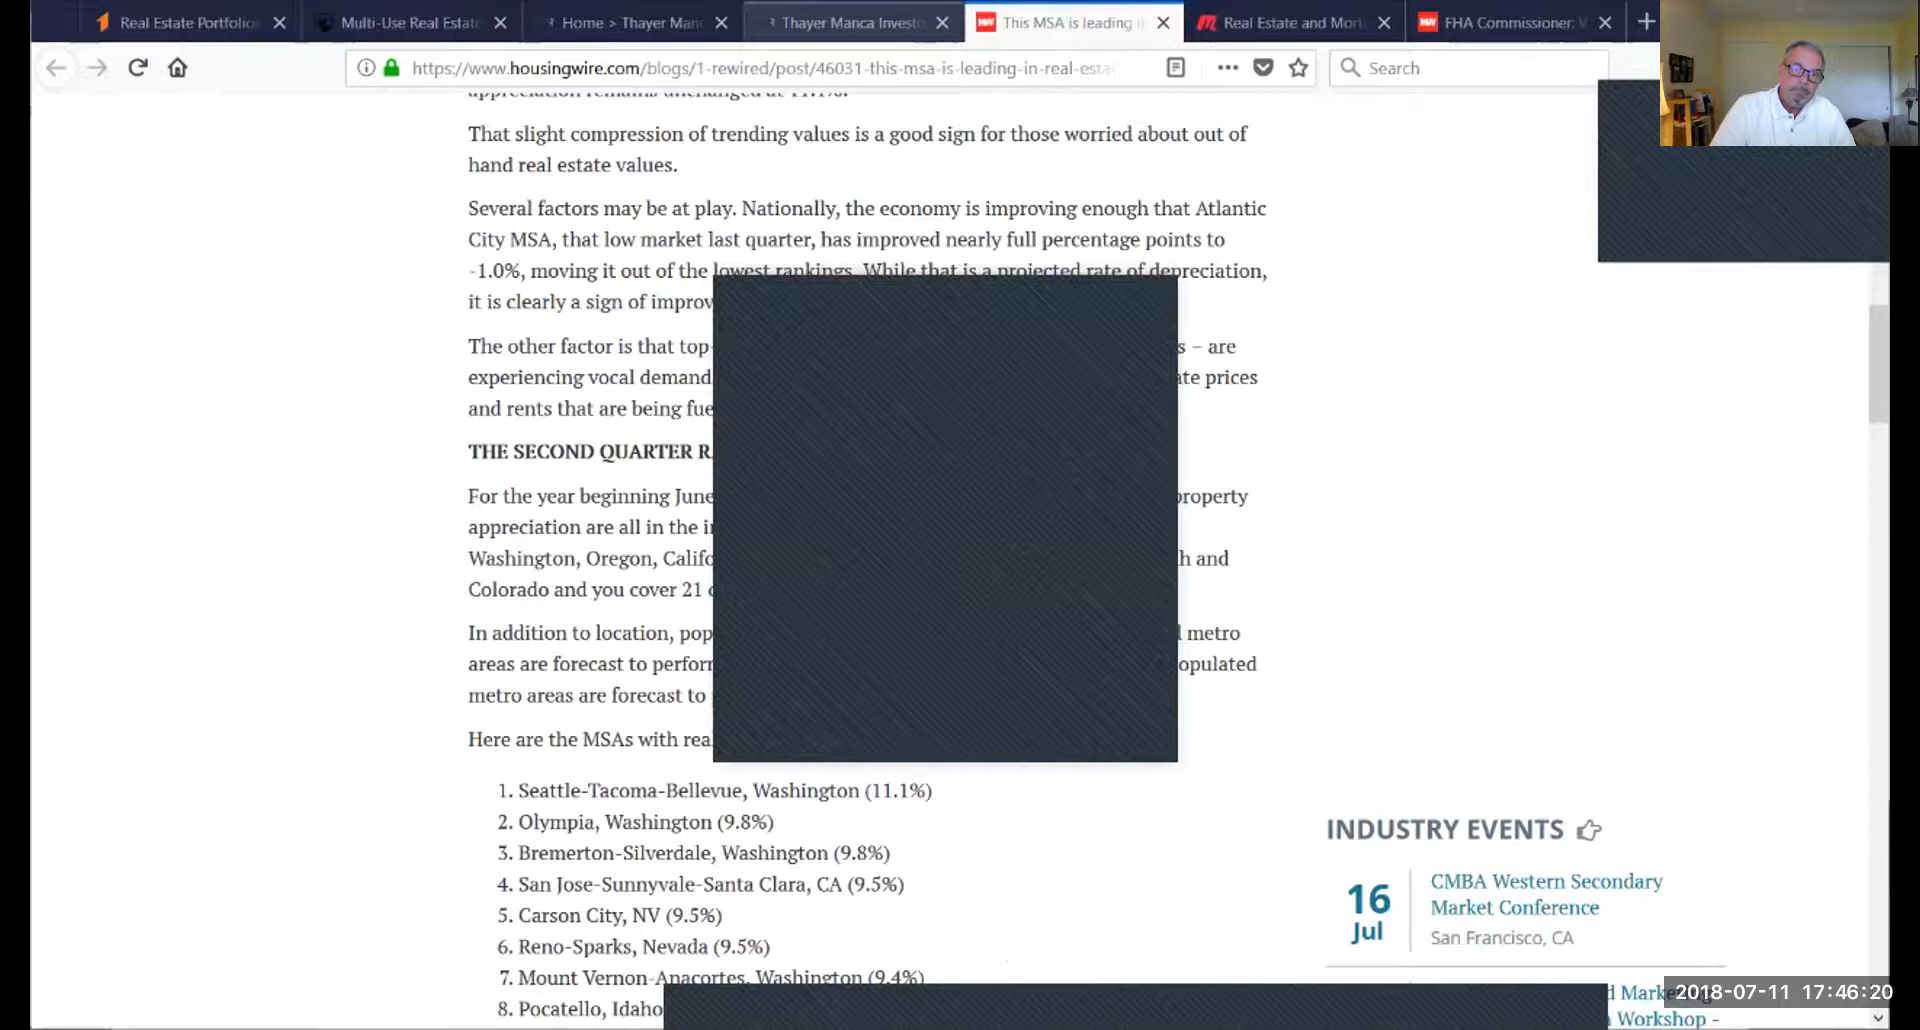 Real Estate Portfolio
Multi-Use Real Estate
Home > Thayer Man
Thayer Manca Invest
This MSA is leading
Real Estate and Mort
FHA Commissioner:
https://www.housingwire.com/blogs/1-rewired/post/46031-this-msa-is-leading-in-real-esta
Search
appreciation remains unchanged at 11.1%.
That slight compression of trending values is a good sign for those worried about out of
hand real estate values.
Several factors may be at play. Nationally, the economy is improving enough that Atlantic
City MSA, that low market last quarter, has improved nearly full percentage points to
-1.0%, moving it out of the lowest rankings. While that is a projected rate of depreciation,
it is clearly a sign of improv
The other factor is that top- s – are
experiencing vocal demand ate prices
and rents that are being fue
THE SECOND QUARTER R
For the year beginning June property
appreciation are all in the
Washington, Oregon, Califo h and
Colorado and you cover 21
In addition to location, pop metro
areas are forecast to perform opulated
metro areas are forecast to
Here are the MSAs with rea
1. Seattle-Tacoma-Bellevue, Washington (11.1%)
2. Olympia, Washington (9.8%)
3. Bremerton-Silverdale, Washington (9.8%)
4. San Jose-Sunnyvale-Santa Clara, CA (9.5%)
5. Carson City, NV (9.5%)
6. Reno-Sparks, Nevada (9.5%)
7. Mount Vernon-Anacortes, Washington (9.4%)
8. Pocatello, Idaho
INDUSTRY EVENTS
16
Jul
CMBA Western Secondary
Market Conference
San Francisco, CA
d Marke
Workshop -
2018-07-11 17:46:20